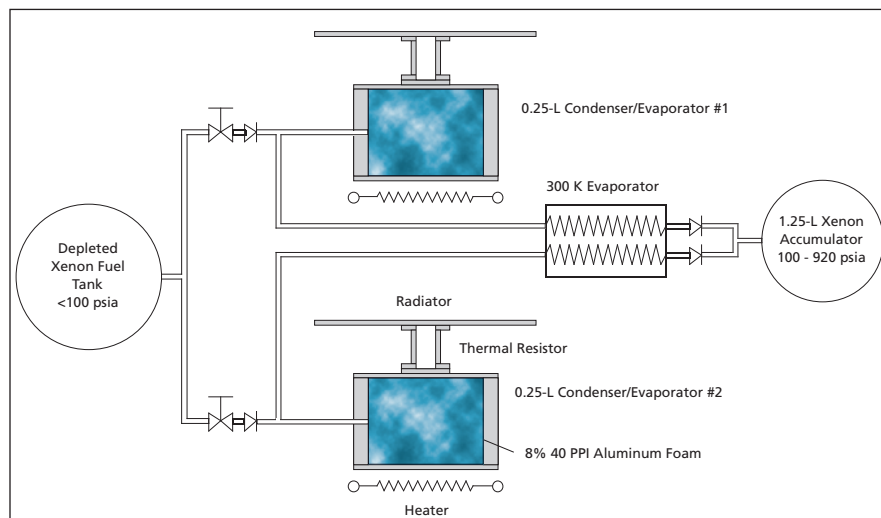 0.25-L Condenser/Evaporator #1
300 K Evaporator
Depleted
Xenon Fuel
Tank
<100 psia
1.25-L Xenon
Accumulator
100 - 920 psia
Radiator
Thermal Resistor
0.25-L Condenser/Evaporator #2
8% 40 PPI Aluminum Foam
Heater